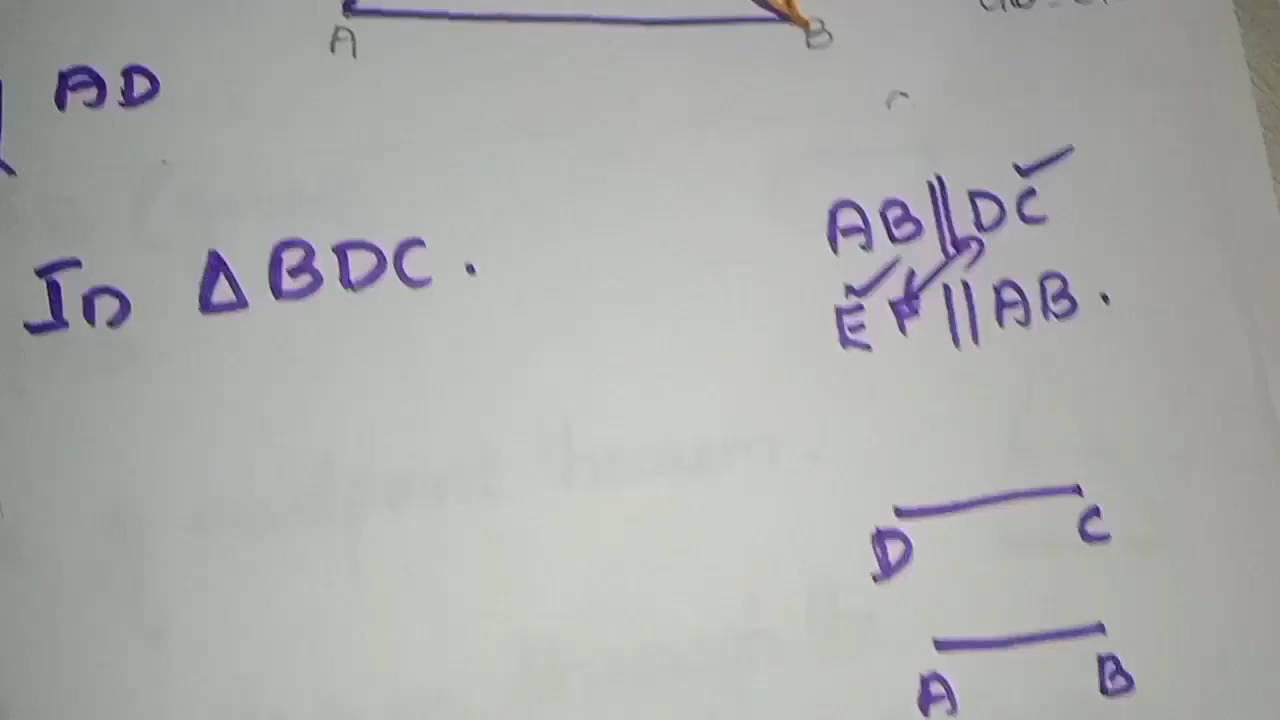 A B
AD
AB || DC
In ΔBDC.
EF || AB.
D C
A B